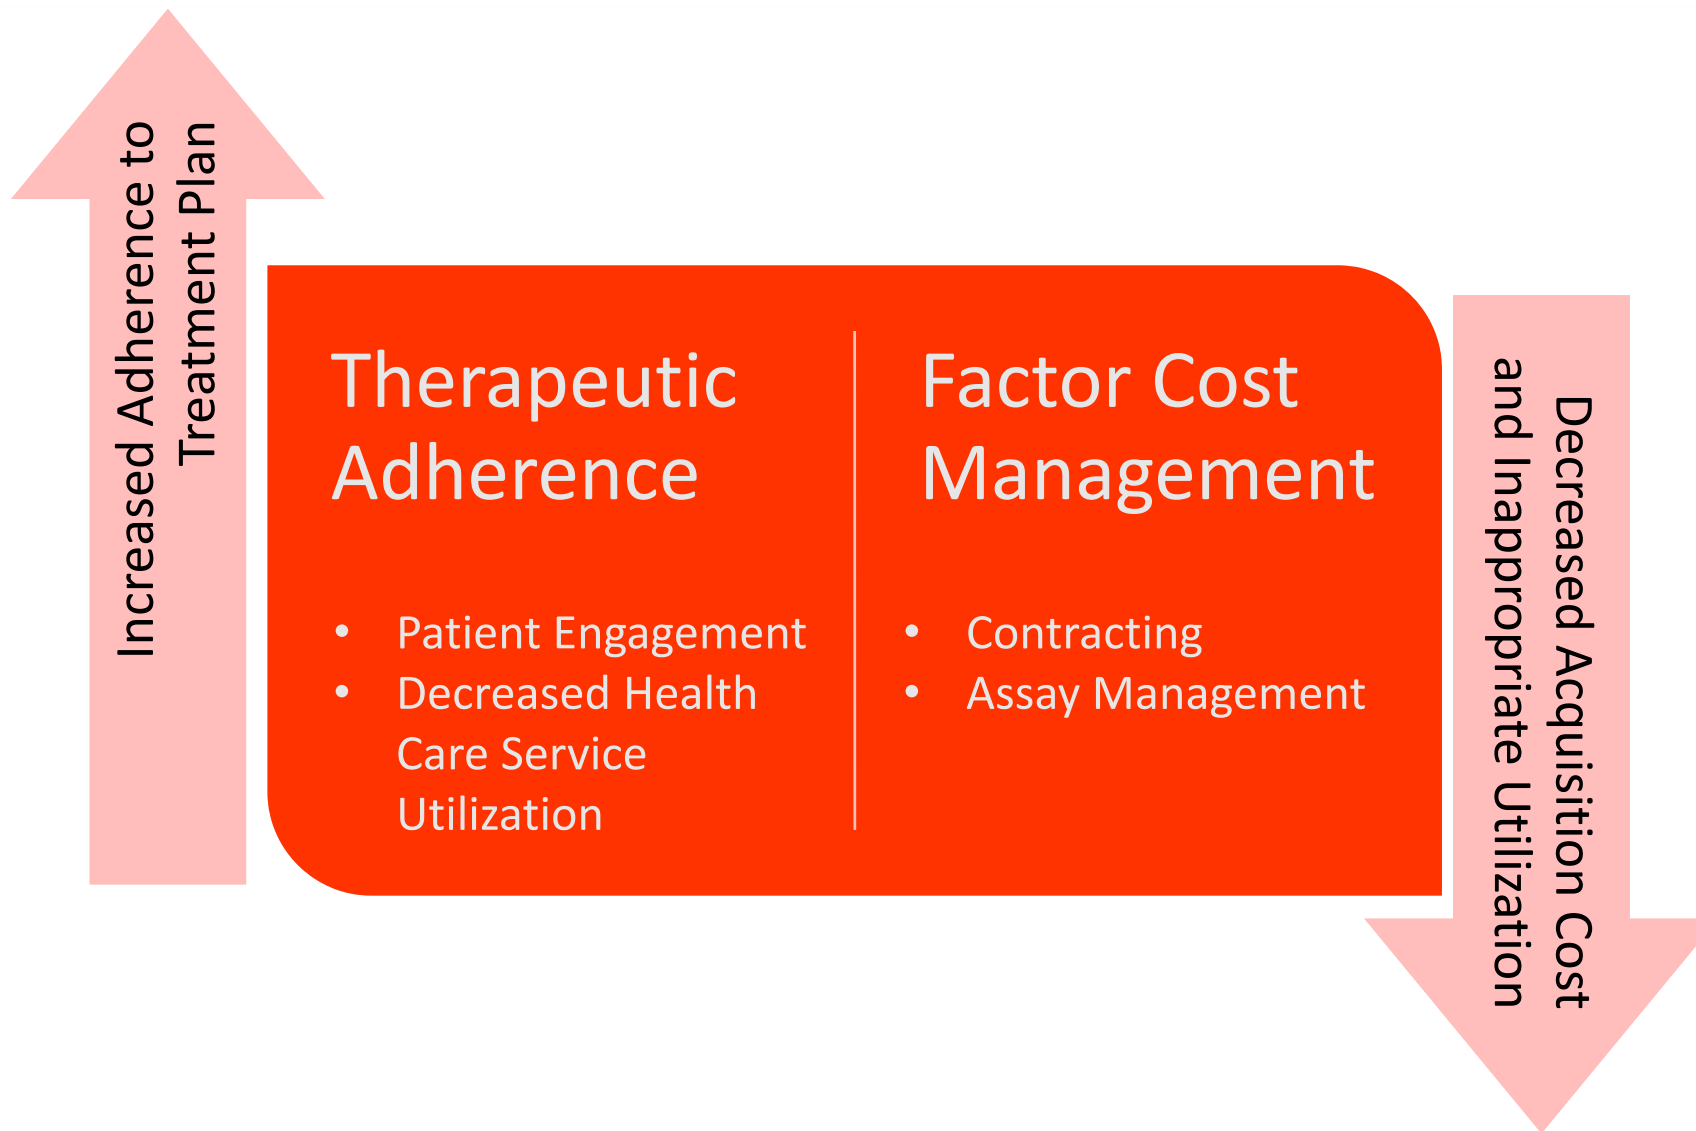 Increased Adherence to
Treatment Plan
Therapeutic
Adherence
• Patient Engagement
• Decreased Health
Care Service
Utilization
Factor Cost
Management
• Contracting
• Assay Management
Decreased Acquisition Cost
and Inappropriate Utilization